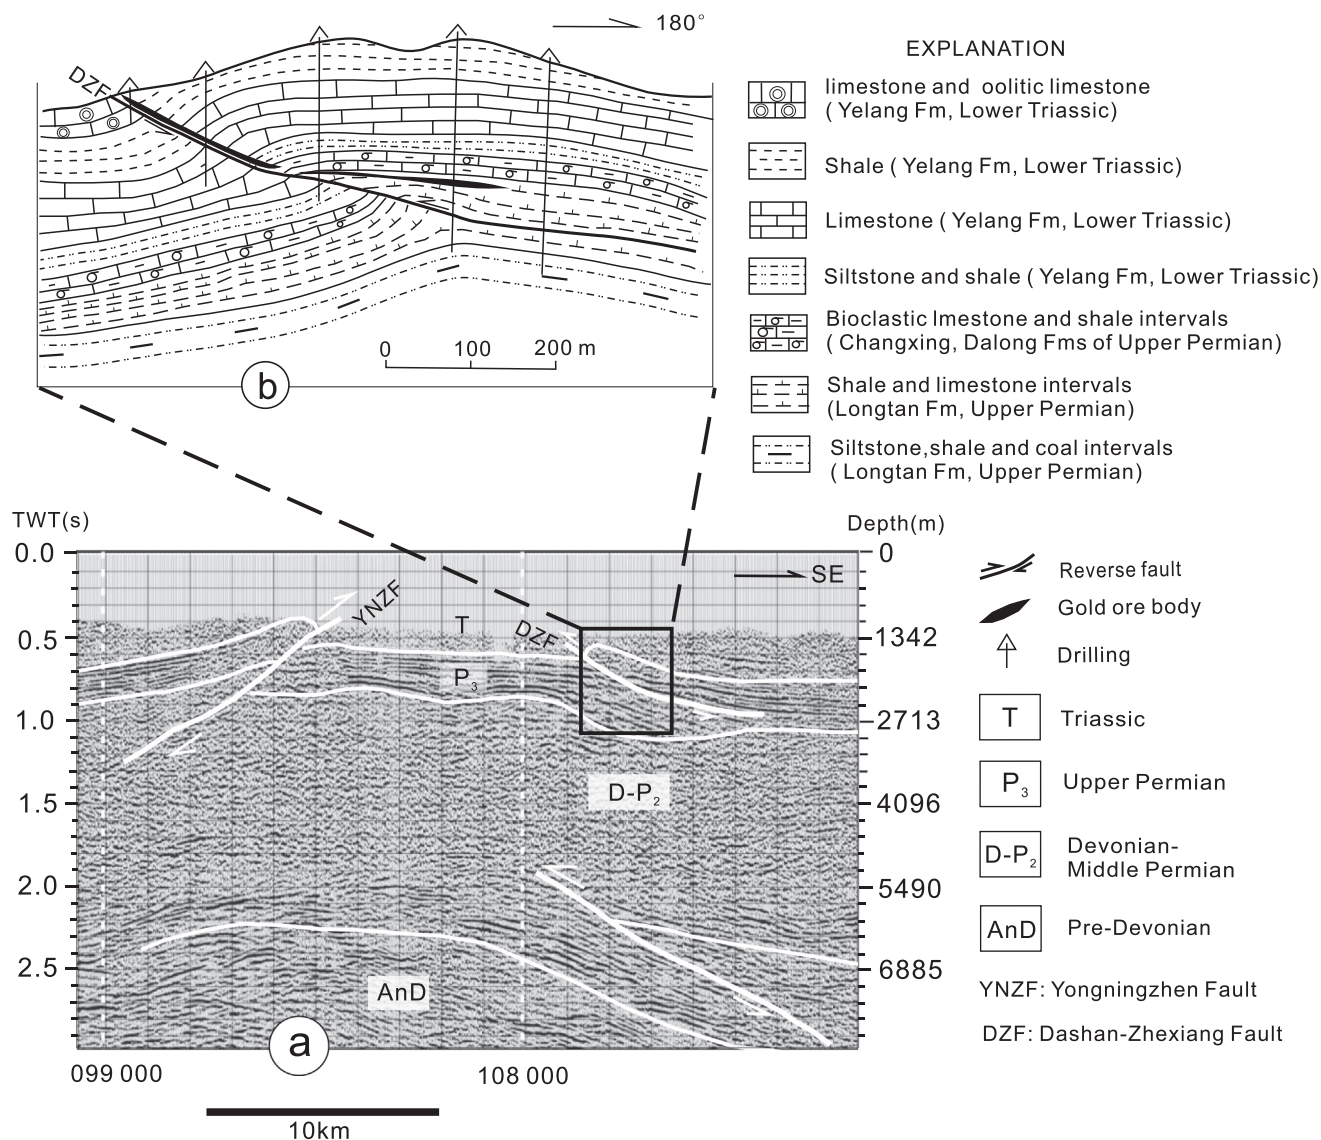 180°
DZF
0
100
200 m
b
EXPLANATION
limestone and oolitic limestone
( Yelang Fm, Lower Triassic)
Shale ( Yelang Fm, Lower Triassic)
Limestone ( Yelang Fm, Lower Triassic)
Siltstone and shale ( Yelang Fm, Lower Triassic)
Bioclastic lmestone and shale intervals
( Changxing, Dalong Fms of Upper Permian)
Shale and limestone intervals
(Longtan Fm, Upper Permian)
Siltstone,shale and coal intervals
( Longtan Fm, Upper Permian)
TWT(s)
Depth(m)
0.0
0
SE
YNZF
T
DZF
0.5
1342
P3
1.0
2713
D-P2
1.5
4096
2.0
5490
2.5
6885
AnD
a
099 000
108 000
10km
Reverse fault
Gold ore body
Drilling
T
Triassic
P3
Upper Permian
D-P2
Devonian-
Middle Permian
AnD
Pre-Devonian
YNZF: Yongningzhen Fault
DZF: Dashan-Zhexiang Fault